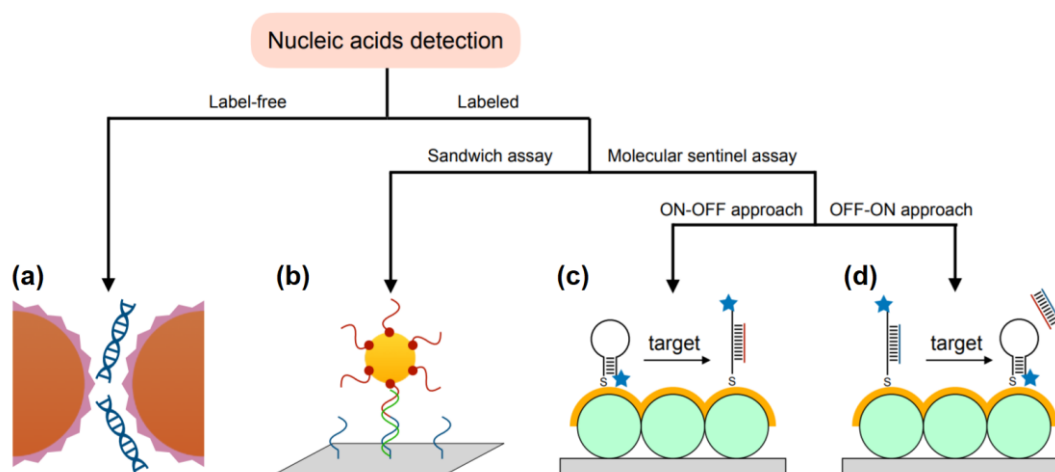 Nucleic acids detection
Label-free
Labeled
Sandwich assay
Molecular sentinel assay
ON-OFF approach
OFF-ON approach
(a)
(b)
(c)
(d)
target
S
S
target
S
S